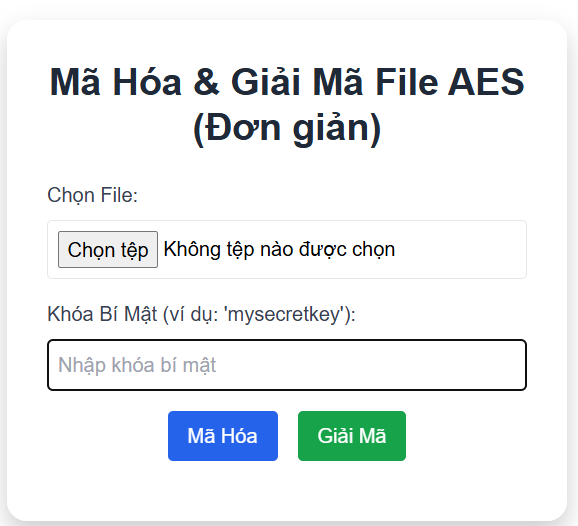 Mã Hóa & Giải Mã File AES
(Đơn giản)
Chọn File:
Chọn tệp Không tệp nào được chọn
Khóa Bí Mật (ví dụ: 'mysecretkey'):
Nhập khóa bí mật
Mã Hóa Giải Mã